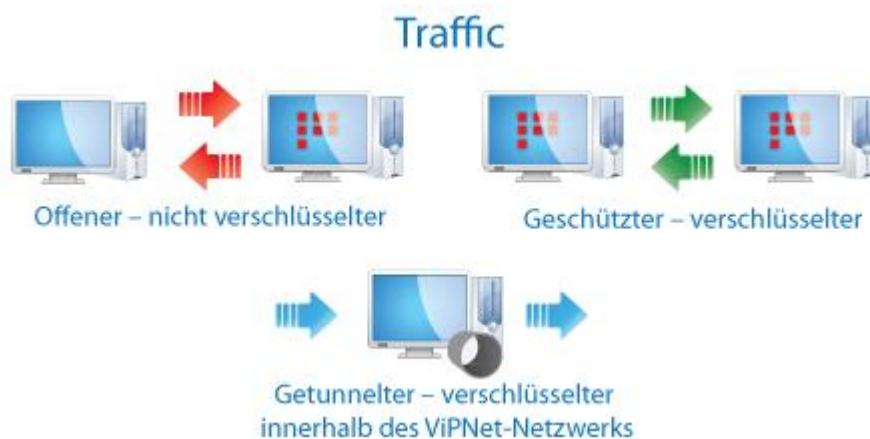 Traffic
Offener – nicht verschlüsselter
Geschützter – verschlüsselter
Getunnelter – verschlüsselter
innerhalb des ViPNet-Netzwerks